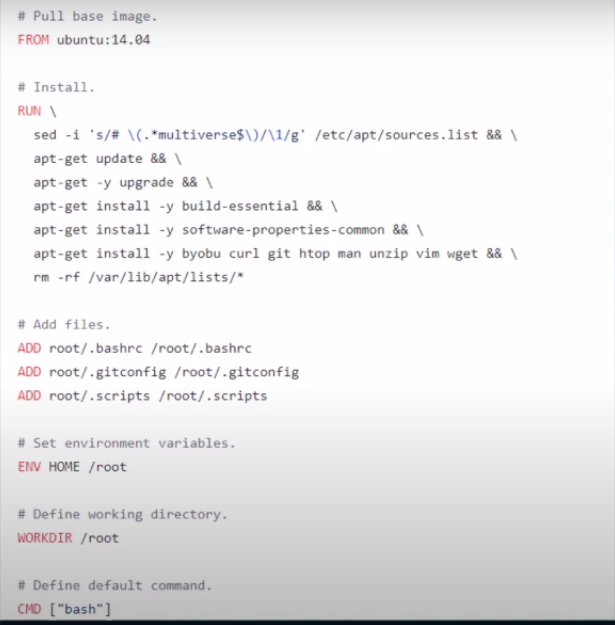 # Pull base image.
FROM ubuntu:14.04
# Install.
RUN \
sed -i 's/# \(.*multiverse$\)/\1/g' /etc/apt/sources.list && \
apt-get update && \
apt-get -y upgrade && \
apt-get install -y build-essential && \
apt-get install -y software-properties-common && \
apt-get install -y byobu curl git htop man unzip vim wget && \
rm -rf /var/lib/apt/lists/*
# Add files.
ADD root/.bashrc /root/.bashrc
ADD root/.gitconfig /root/.gitconfig
ADD root/.scripts /root/.scripts
# Set environment variables.
ENV HOME /root
# Define working directory.
WORKDIR /root
# Define default command.
CMD ["bash"]